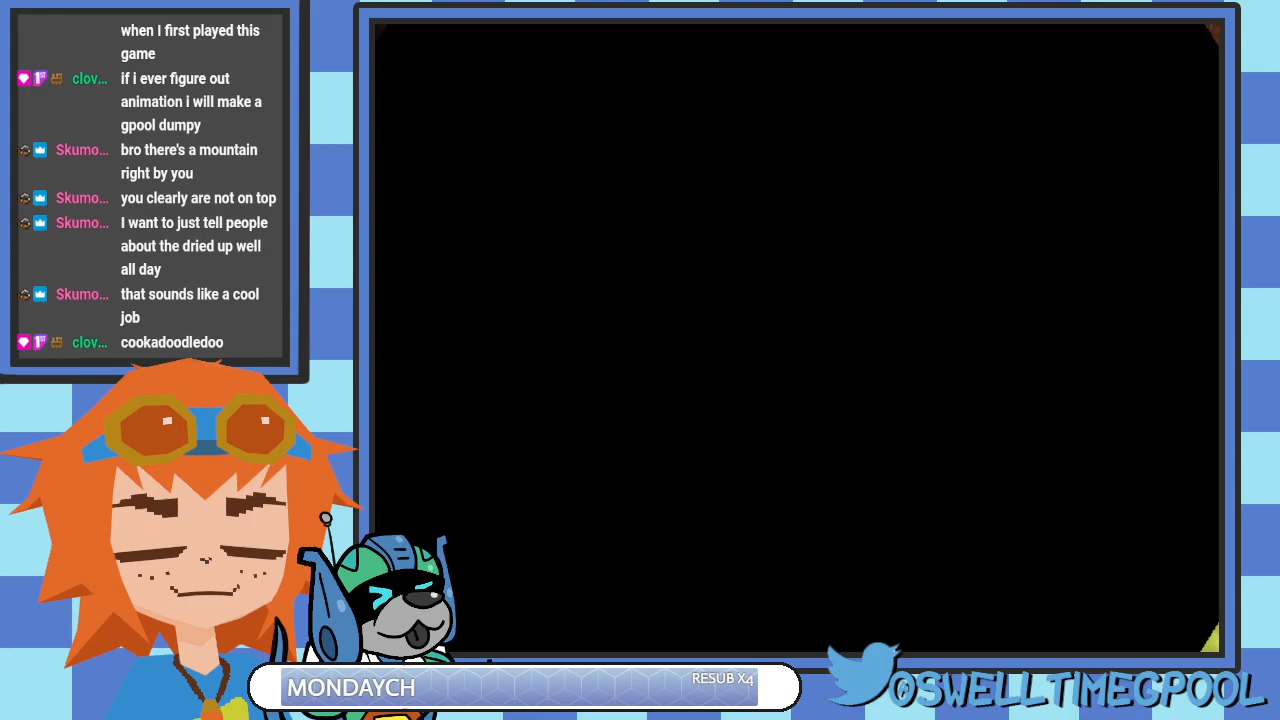 when I first played this
game
clov... if i ever figure out
animation i will make a
gpool dumpy
Skumo... bro there's a mountain
right by you
Skumo... you clearly are not on top
Skumo... I want to just tell people
about the dried up well
all day
Skumo... that sounds like a cool
job
clov... cookadoodledoo
MONDAYCH
RESUB X4
@SWELLTIMEGPOOL